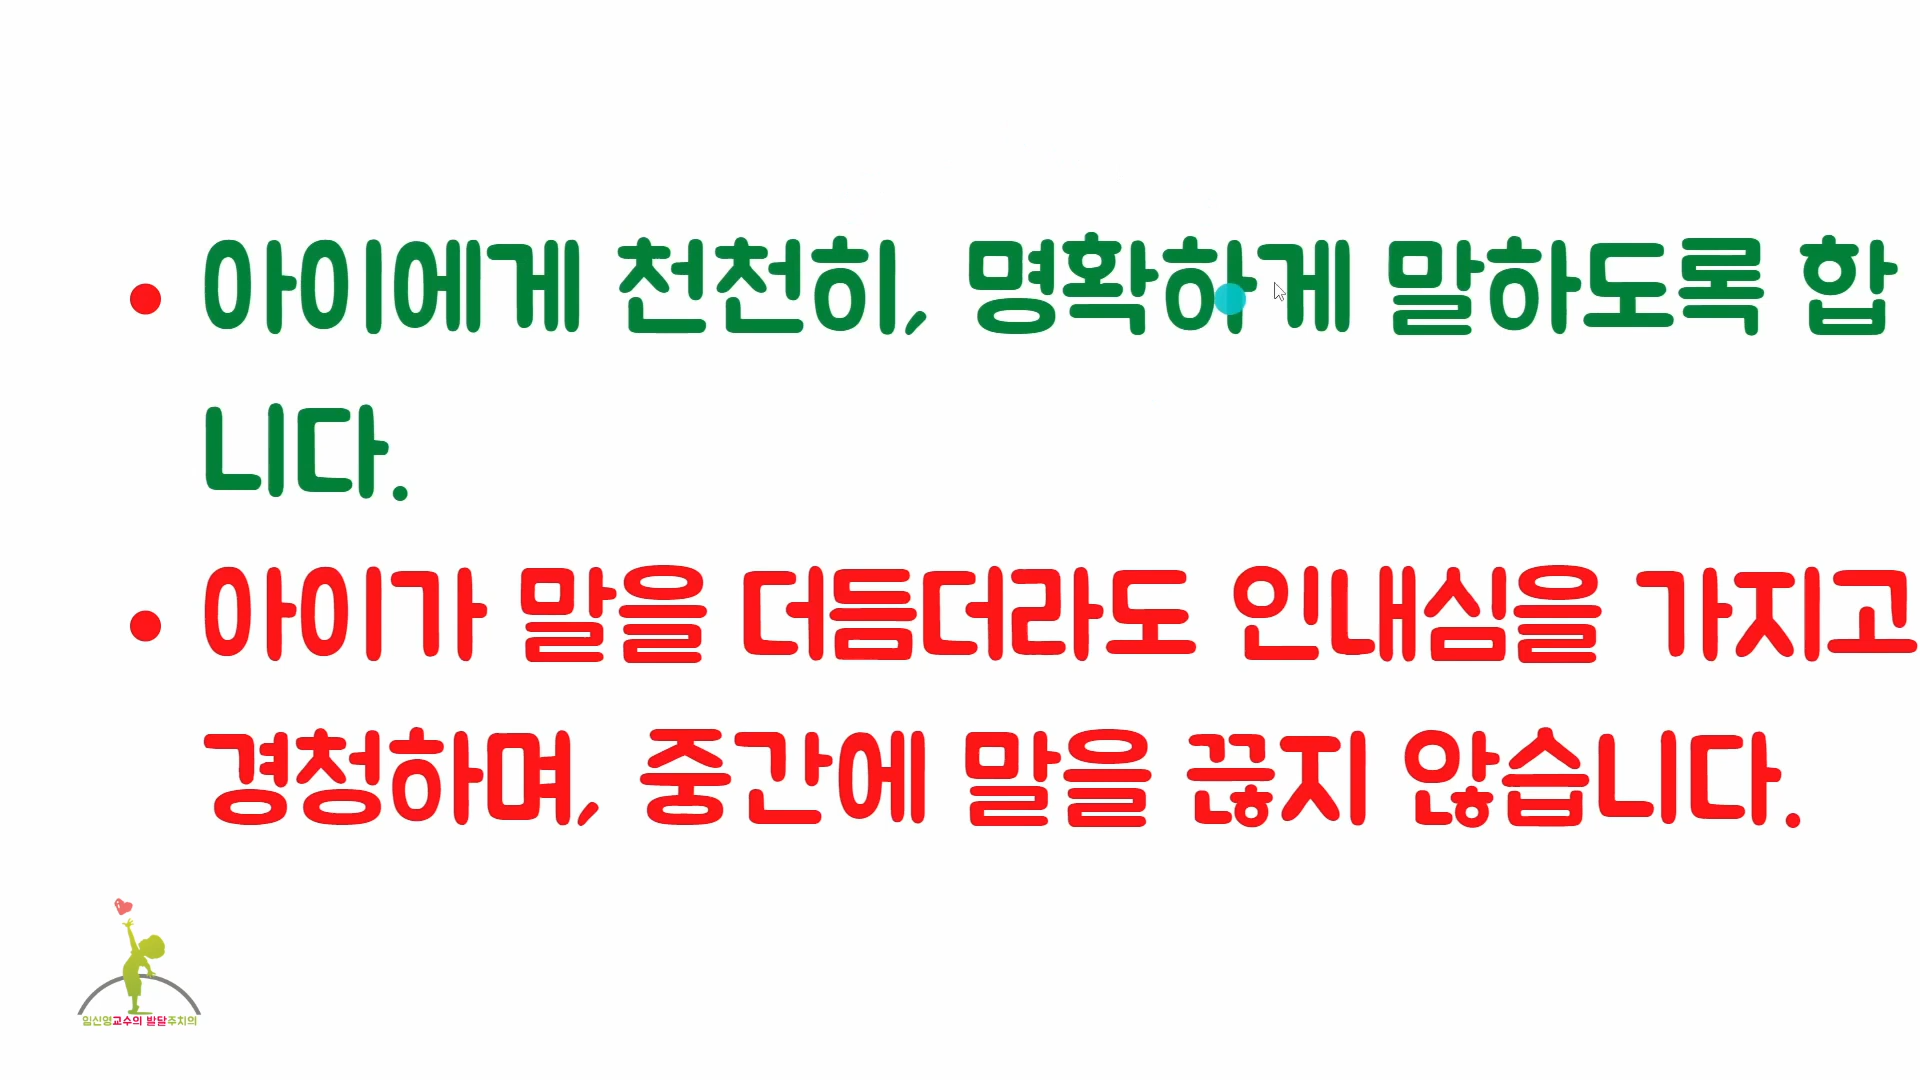 • 아이에게 천천히, 명확하게 말하도록 합
니다.
• 아이가 말을 더듬더라도 인내심을 가지고
경청하며, 중간에 말을 끊지 않습니다.
임신영교수의 발달주치의